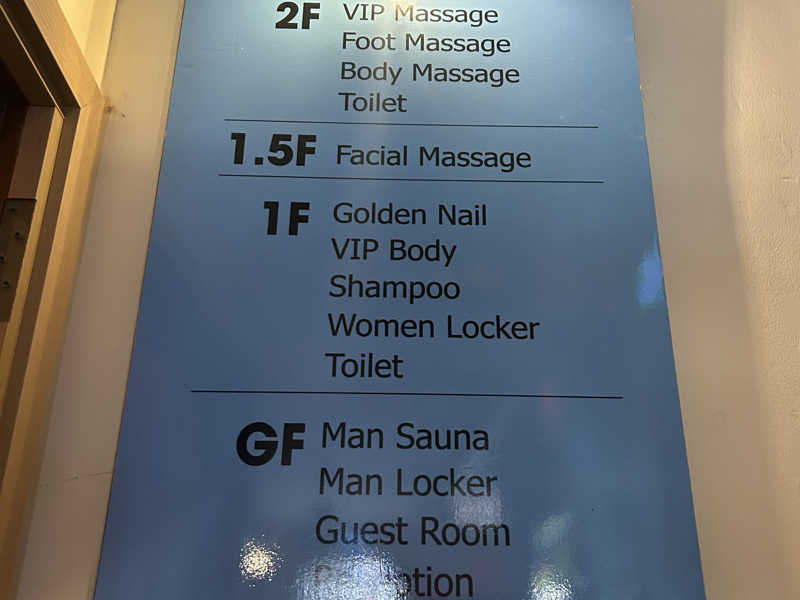 2F VIP Massage
Foot Massage
Body Massage
Toilet
1.5F Facial Massage
1F Golden Nail
VIP Body
Shampoo
Women Locker
Toilet
GF Man Sauna
Man Locker
Guest Room